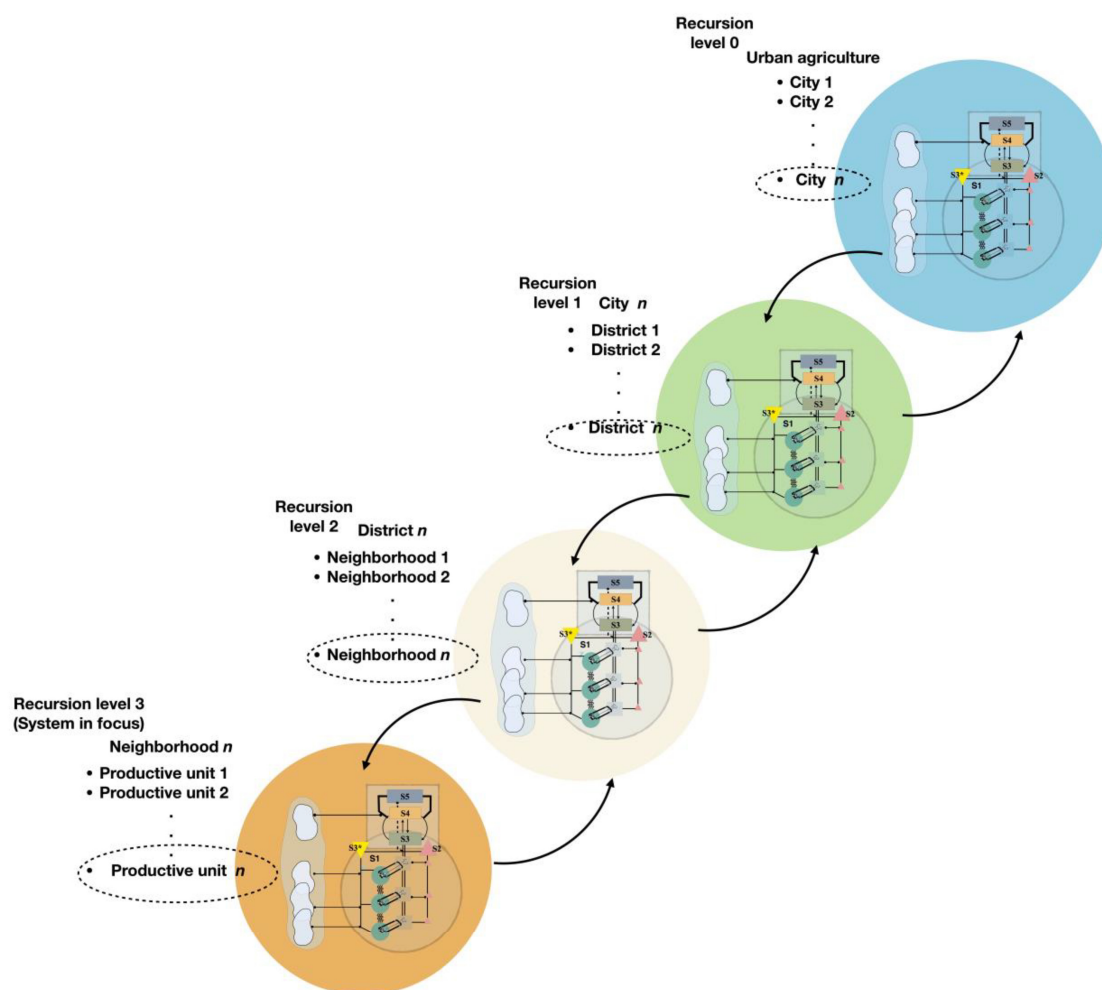 Recursion
level 0
Urban agriculture
• City 1
• City 2
.
.
.
• City n
S5
S4
S3
S3*
S2
S1
Recursion
level 1 City n
• District 1
• District 2
.
.
.
• District n
S5
S4
S3
S3*
S2
S1
Recursion
level 2
District n
• Neighborhood 1
• Neighborhood 2
.
.
.
• Neighborhood n
S5
S4
S3
S3*
S2
S1
Recursion level 3
(System in focus)
Neighborhood n
• Productive unit 1
• Productive unit 2
.
.
.
• Productive unit n
S5
S4
S3
S3*
S2
S1